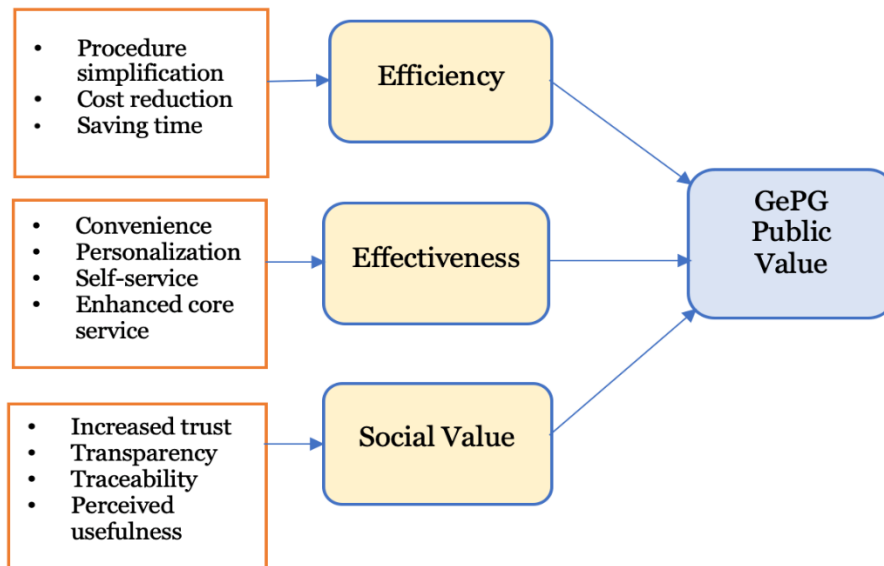 • Procedure
simplification
• Cost reduction
• Saving time
Efficiency
• Convenience
• Personalization
• Self-service
• Enhanced core
service
Effectiveness
• Increased trust
• Transparency
• Traceability
• Perceived
usefulness
Social Value
GePG
Public
Value